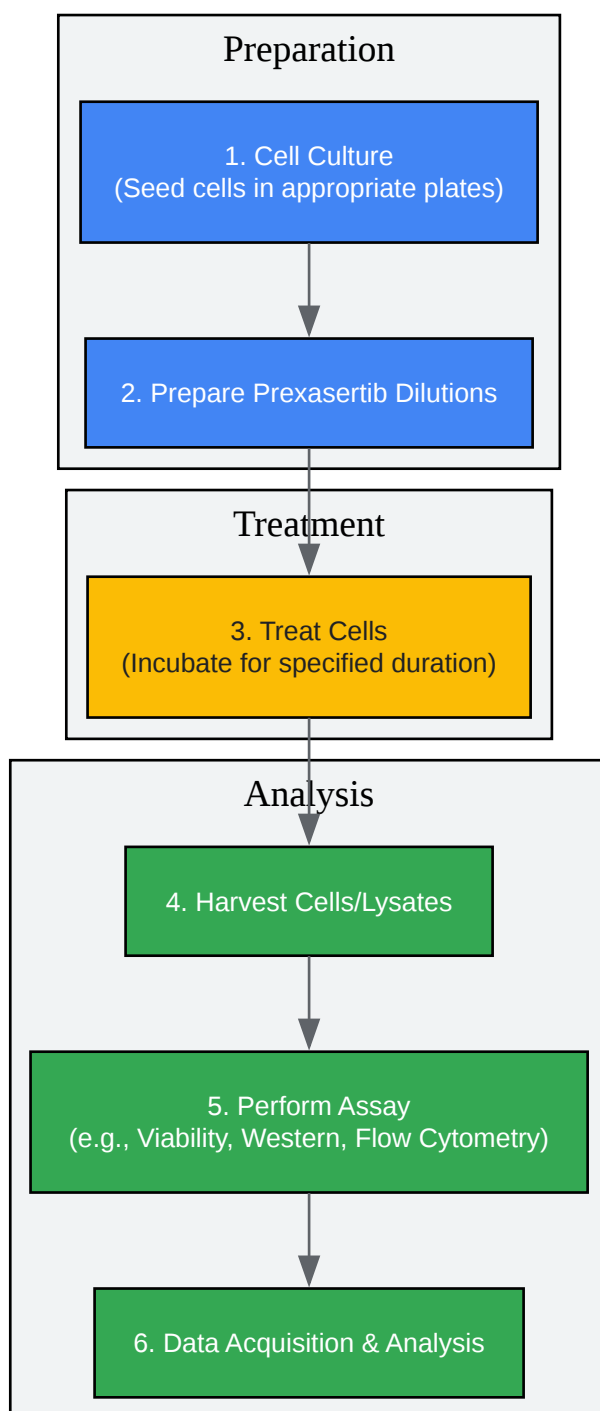 Preparation
1. Cell Culture
(Seed cells in appropriate plates)
2. Prepare Prexasertib Dilutions
Treatment
3. Treat Cells
(Incubate for specified duration)
Analysis
4. Harvest Cells/Lysates
5. Perform Assay
(e.g., Viability, Western, Flow Cytometry)
6. Data Acquisition & Analysis